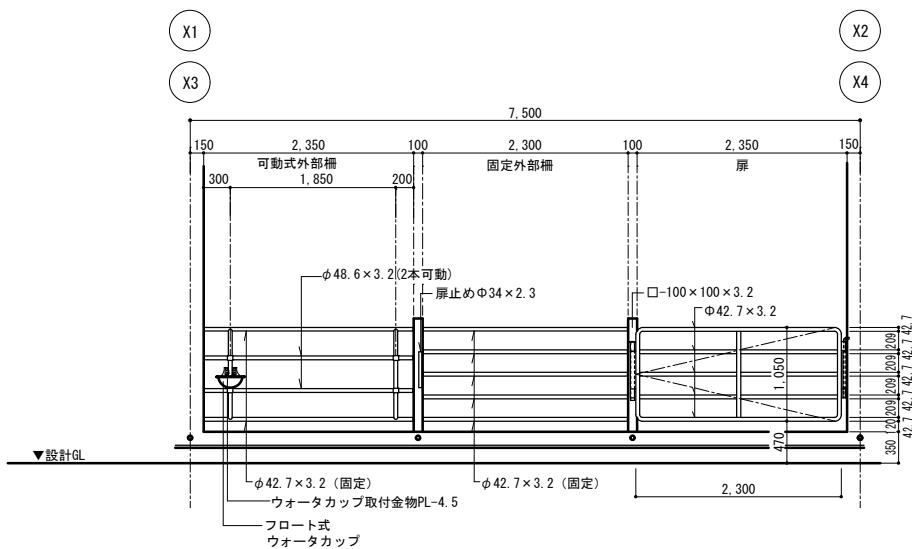 X1
X2
X3
X4
7,500
150
2,350
100
2,300
100
2,350
150
可動式外部柵
固定外部柵
扉
300
1,850
200
φ48.6×3.2(2本可動)
扉止めΦ34×2.3
ロ-100×100×3.2
Φ42.7×3.2
42.7
209
42.7
209
42.7
209
42.7
209
42.7
120
350
1,050
470
▼設計GL
φ42.7×3.2（固定）
φ42.7×3.2（固定）
ウォータカップ取付金物PL-4.5
2,300
フロート式
ウォータカップ